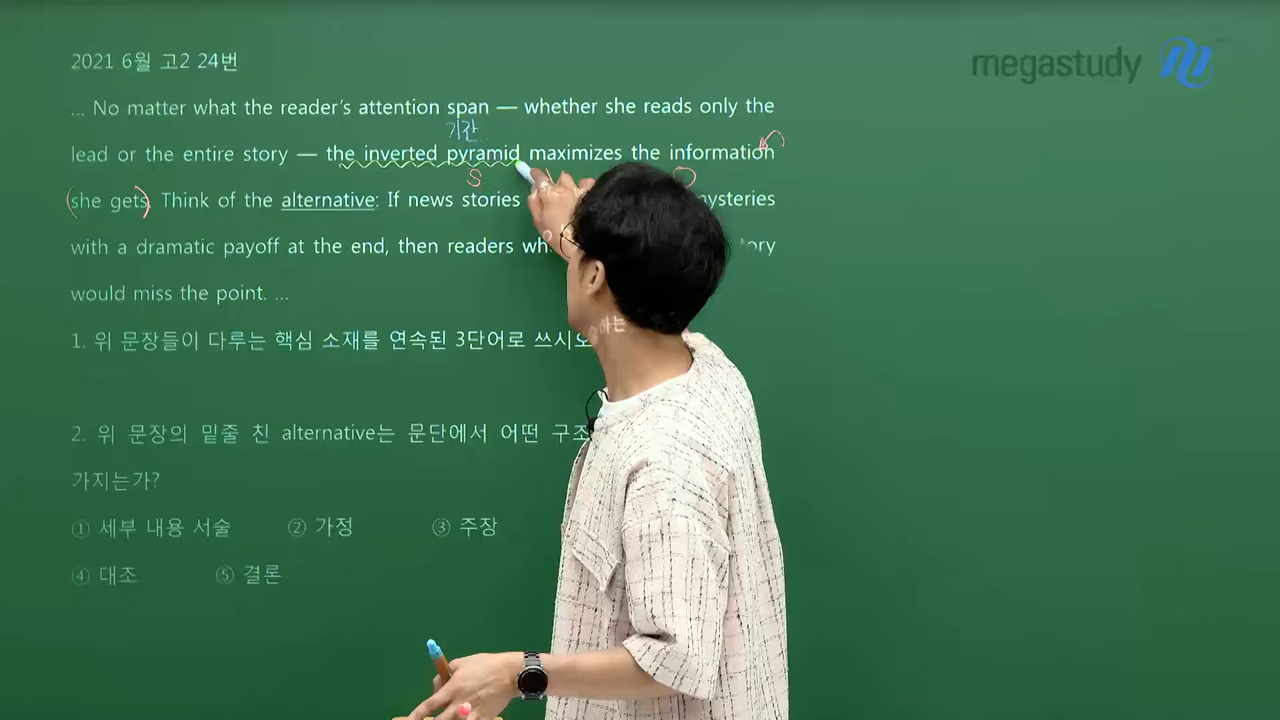 2021 6월 고2 24번
megastudy
... No matter what the reader's attention span — whether she reads only the
기간
lead or the entire story — the inverted pyramid maximizes the information
S O
(she gets). Think of the alternative: If news stories mysteries
with a dramatic payoff at the end, then readers
would miss the point. ...
하는
1. 위 문장들이 다루는 핵심 소재를 연속된 3단어로 쓰시오
2. 위 문장의 밑줄 친 alternative는 문단에서 어떤 구조
가지는가?
① 세부 내용 서술 ② 가정 ③ 주장
④ 대조 ⑤ 결론